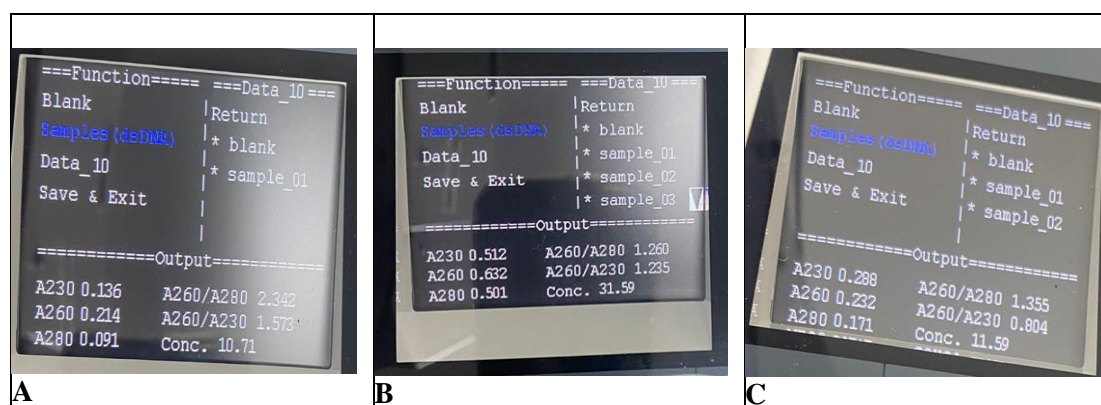 ===Function===== ===Data_10===
Blank |Return
Samples(dsDNA) |* blank
Data_10 |* sample_01
Save & Exit |
============Output============
A230 0.136 A260/A280 2.342
A260 0.214 A260/A230 1.573
A280 0.091 Conc. 10.71
A
===Function===== ===Data_10===
Blank |Return
Samples(dsDNA) |* blank
Data_10 |* sample_01
Save & Exit |* sample_02
|* sample_03
============Output============
A230 0.512 A260/A280 1.260
A260 0.632 A260/A230 1.235
A280 0.501 Conc. 31.59
B
===Function===== ===Data_10===
Blank |Return
Samples(dsDNA) |* blank
Data_10 |* sample_01
Save & Exit |* sample_02
============Output============
A230 0.288 A260/A280 1.355
A260 0.232 A260/A230 0.804
A280 0.171 Conc. 11.59
C